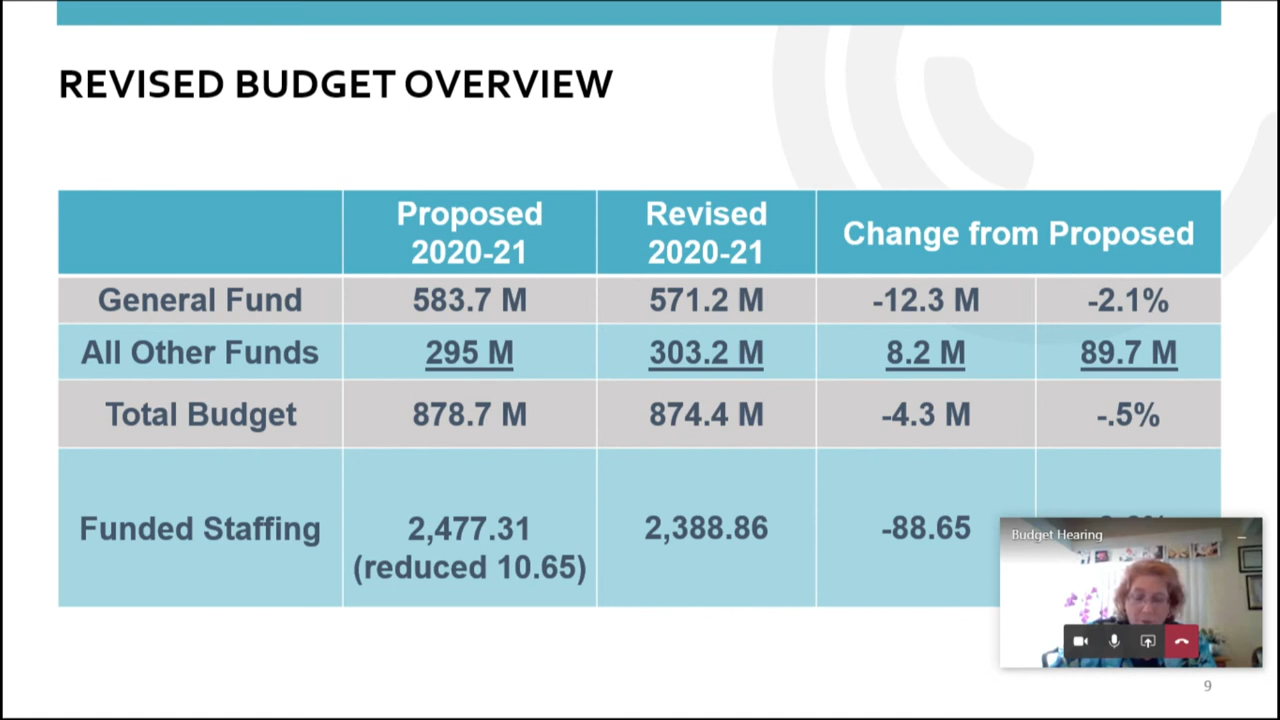 REVISED BUDGET OVERVIEW
Proposed 2020-21
Revised 2020-21
Change from Proposed
General Fund 583.7 M 571.2 M -12.3 M -2.1%
All Other Funds 295 M 303.2 M 8.2 M 89.7 M
Total Budget 878.7 M 874.4 M -4.3 M -.5%
Funded Staffing 2,477.31 2,388.86 -88.65
(reduced 10.65)
Budget Hearing
9